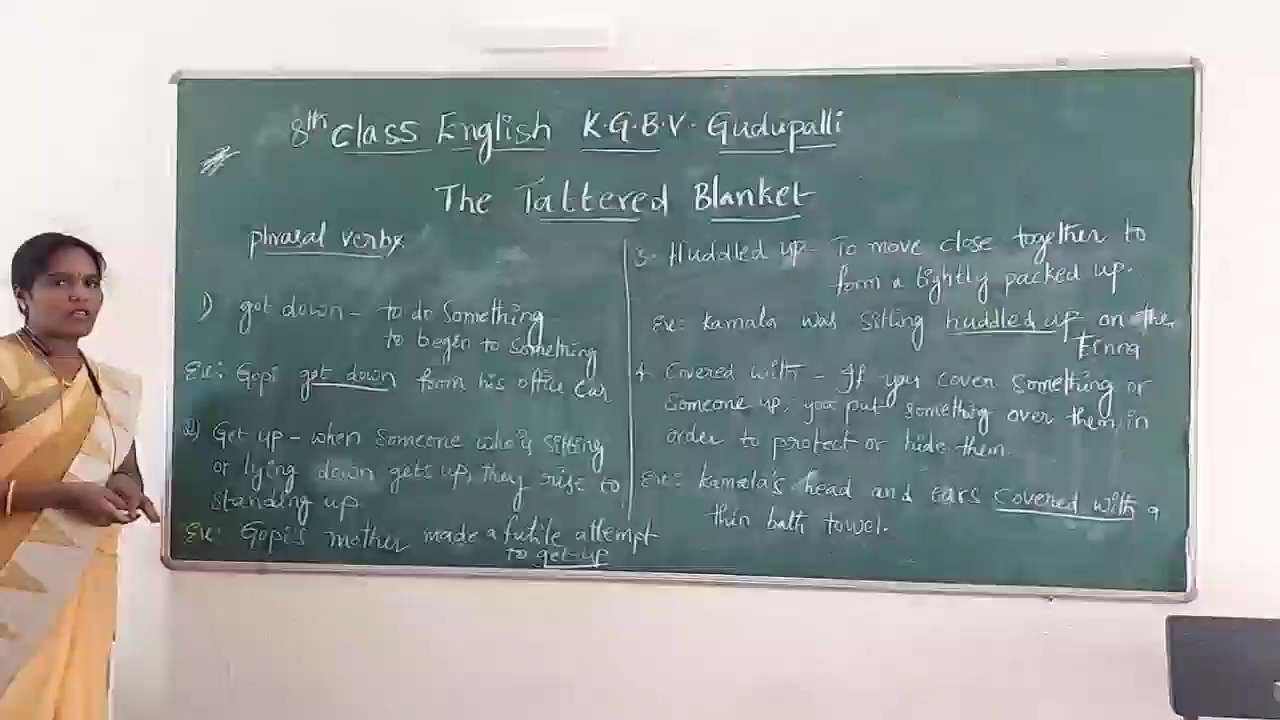 8th class English K.G.B.V. Gudupalli
The Tattered Blanket
phrasal verbs
1) got down - to do something
to begin to something
Ex: Gopi got down form his office car
2) Get up - when someone who is sitting
or lying down gets up, they rise to
standing up
Ex: Gopi's mother made a futile attempt
to get-up
3. Huddled up - To move close together to
form a tightly packed up.
Ex: Kamala was sitting huddled up on the
Tinna
4. Covered with - If you cover something or
someone up, you put something over them in
order to protect or hide them.
Ex: Kamala's head and ears covered with a
thin bath towel.